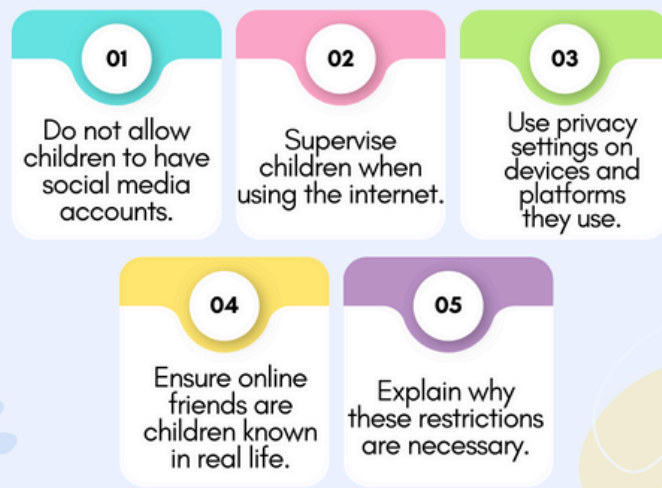 01
Do not allow
children to have
social media
accounts.
02
Supervise
children when
using the internet.
03
Use privacy
settings on
devices and
platforms
they use.
04
Ensure online
friends are
children known
in real life.
05
Explain why
these restrictions
are necessary.